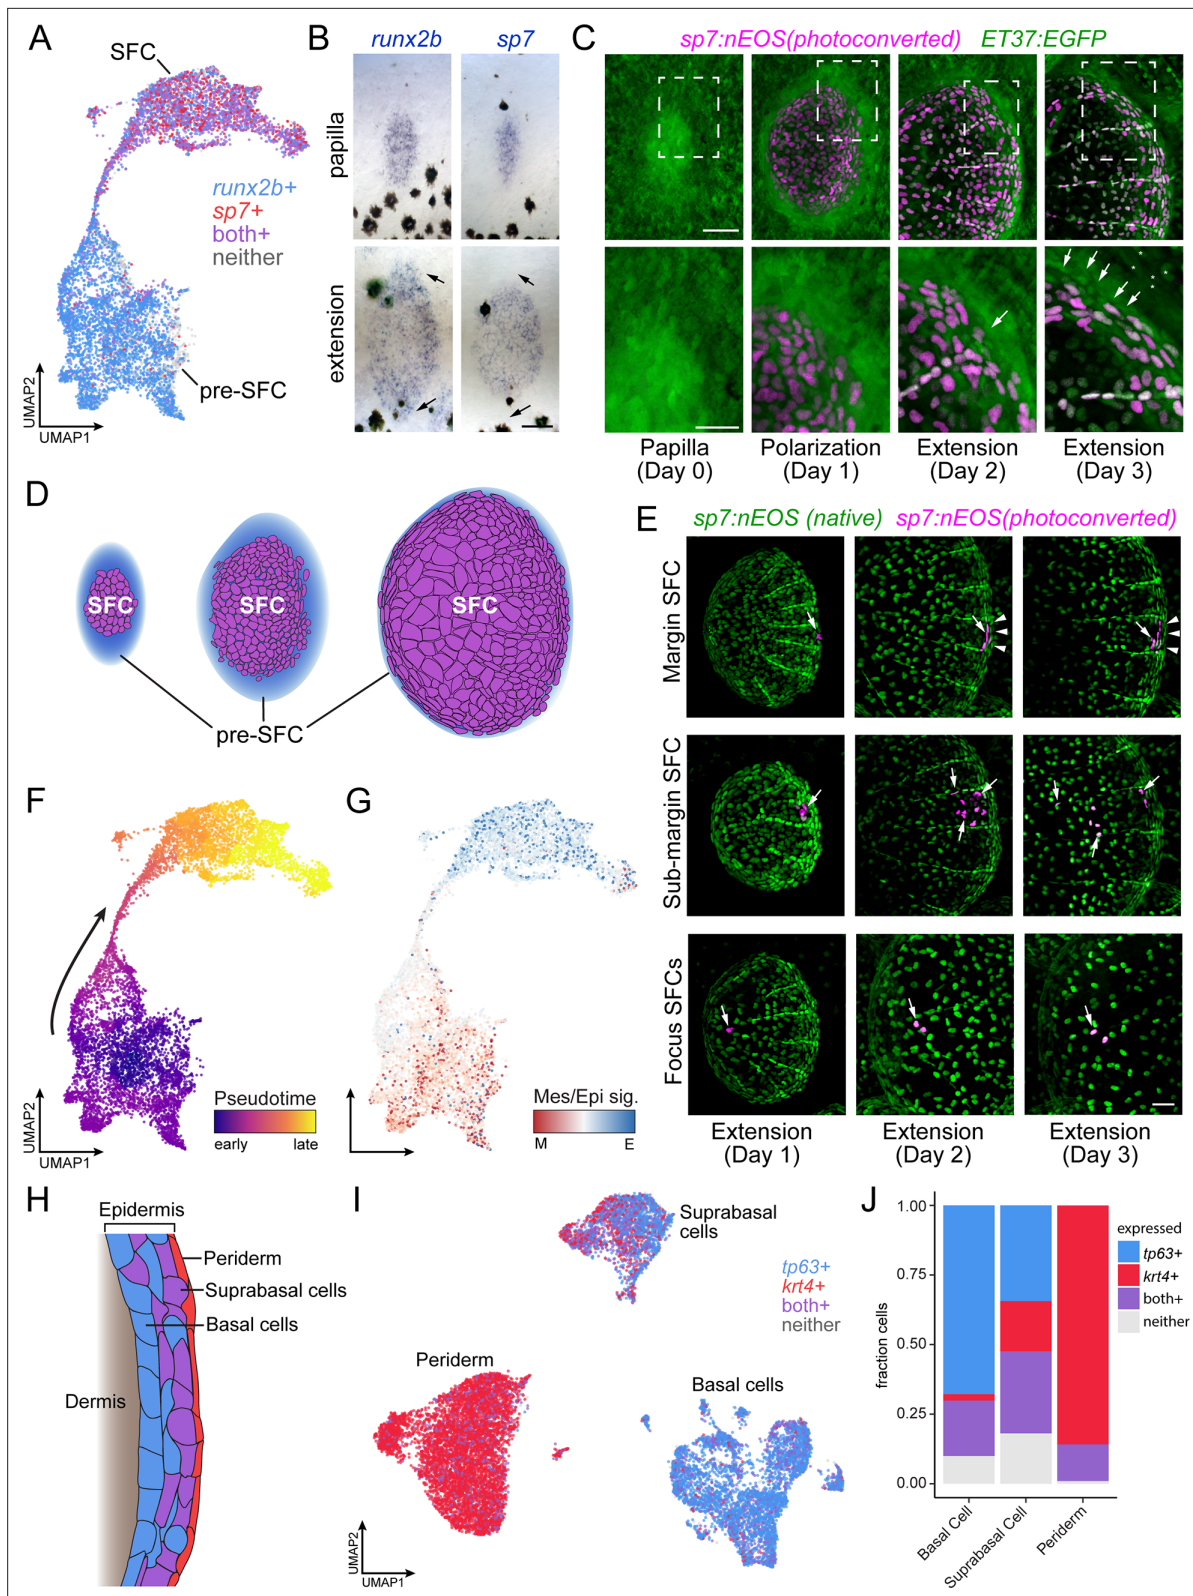 A
SFC
runx2b+
sp7+
both+
neither
pre-SFC
UMAP2
UMAP1
B
runx2b
sp7
papilla
extension
C
sp7:nEOS(photoconverted) ET37:EGFP
Papilla
(Day 0)
Polarization
(Day 1)
Extension
(Day 2)
Extension
(Day 3)
D
SFC
SFC
SFC
pre-SFC
E
sp7:nEOS (native) sp7:nEOS(photoconverted)
Margin SFC
Sub-margin SFC
Focus SFCs
Extension
(Day 1)
Extension
(Day 2)
Extension
(Day 3)
F
Pseudotime
early late
UMAP2
UMAP1
G
Mes/Epi sig.
M E
H
Epidermis
Periderm
Suprabasal cells
Basal cells
Dermis
I
Suprabasal
cells
tp63+
krt4+
both+
neither
Periderm
Basal cells
UMAP2
UMAP1
J
1.00
0.75
0.50
0.25
0.00
fraction cells
Basal Cell
Suprabasal Cell
Periderm
expressed
tp63+
krt4+
both+
neither